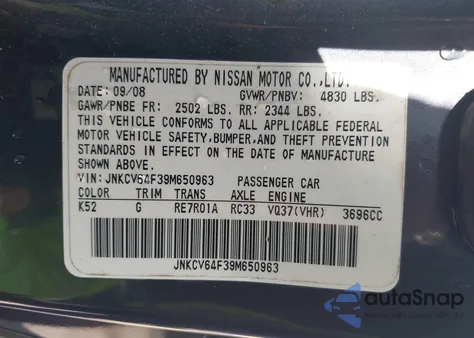 MANUFACTURED BY NISSAN MOTOR CO.,LTD.
DATE: 09/08 GVWR/PNBV: 4830 LBS.
GAWR/PNBE FR: 2502 LBS. RR: 2344 LBS.
THIS VEHICLE CONFORMS TO ALL APPLICABLE FEDERAL
MOTOR VEHICLE SAFETY,BUMPER,AND THEFT PREVENTION
STANDARDS IN EFFECT ON THE DATE OF MANUFACTURE
SHOWN ABOVE.
VIN: JNKCV64F39M650963 PASSENGER CAR
COLOR TRIM TRANS AXLE ENGINE
K52 G RE7R01A RC33 VQ37(VHR) 3696CC
JNKCV64F39M650963
autoSnap